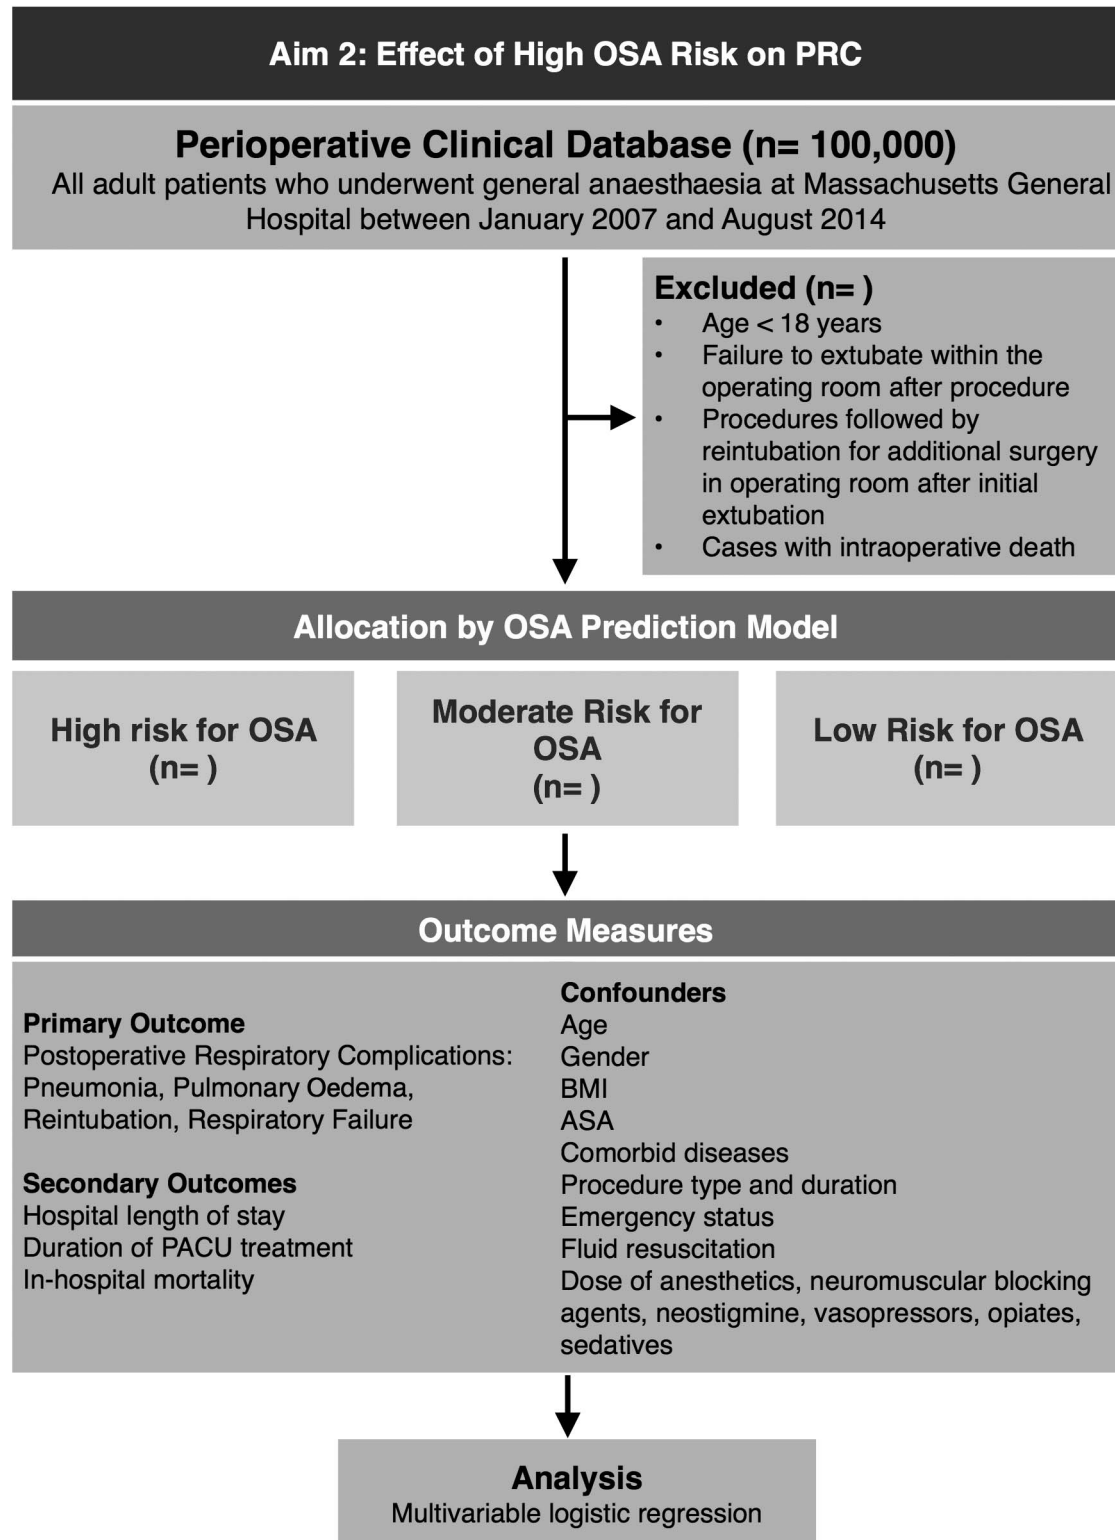 Aim 2: Effect of High OSA Risk on PRC
Perioperative Clinical Database (n= 100,000)
All adult patients who underwent general anaesthaesia at Massachusetts General
Hospital between January 2007 and August 2014
Excluded (n= )
• Age < 18 years
• Failure to extubate within the
operating room after procedure
• Procedures followed by
reintubation for additional surgery
in operating room after initial
extubation
• Cases with intraoperative death
Allocation by OSA Prediction Model
High risk for OSA
(n= )
Moderate Risk for
OSA
(n= )
Low Risk for OSA
(n= )
Outcome Measures
Primary Outcome
Postoperative Respiratory Complications:
Pneumonia, Pulmonary Oedema,
Reintubation, Respiratory Failure
Secondary Outcomes
Hospital length of stay
Duration of PACU treatment
In-hospital mortality
Confounders
Age
Gender
BMI
ASA
Comorbid diseases
Procedure type and duration
Emergency status
Fluid resuscitation
Dose of anesthetics, neuromuscular blocking
agents, neostigmine, vasopressors, opiates,
sedatives
Analysis
Multivariable logistic regression